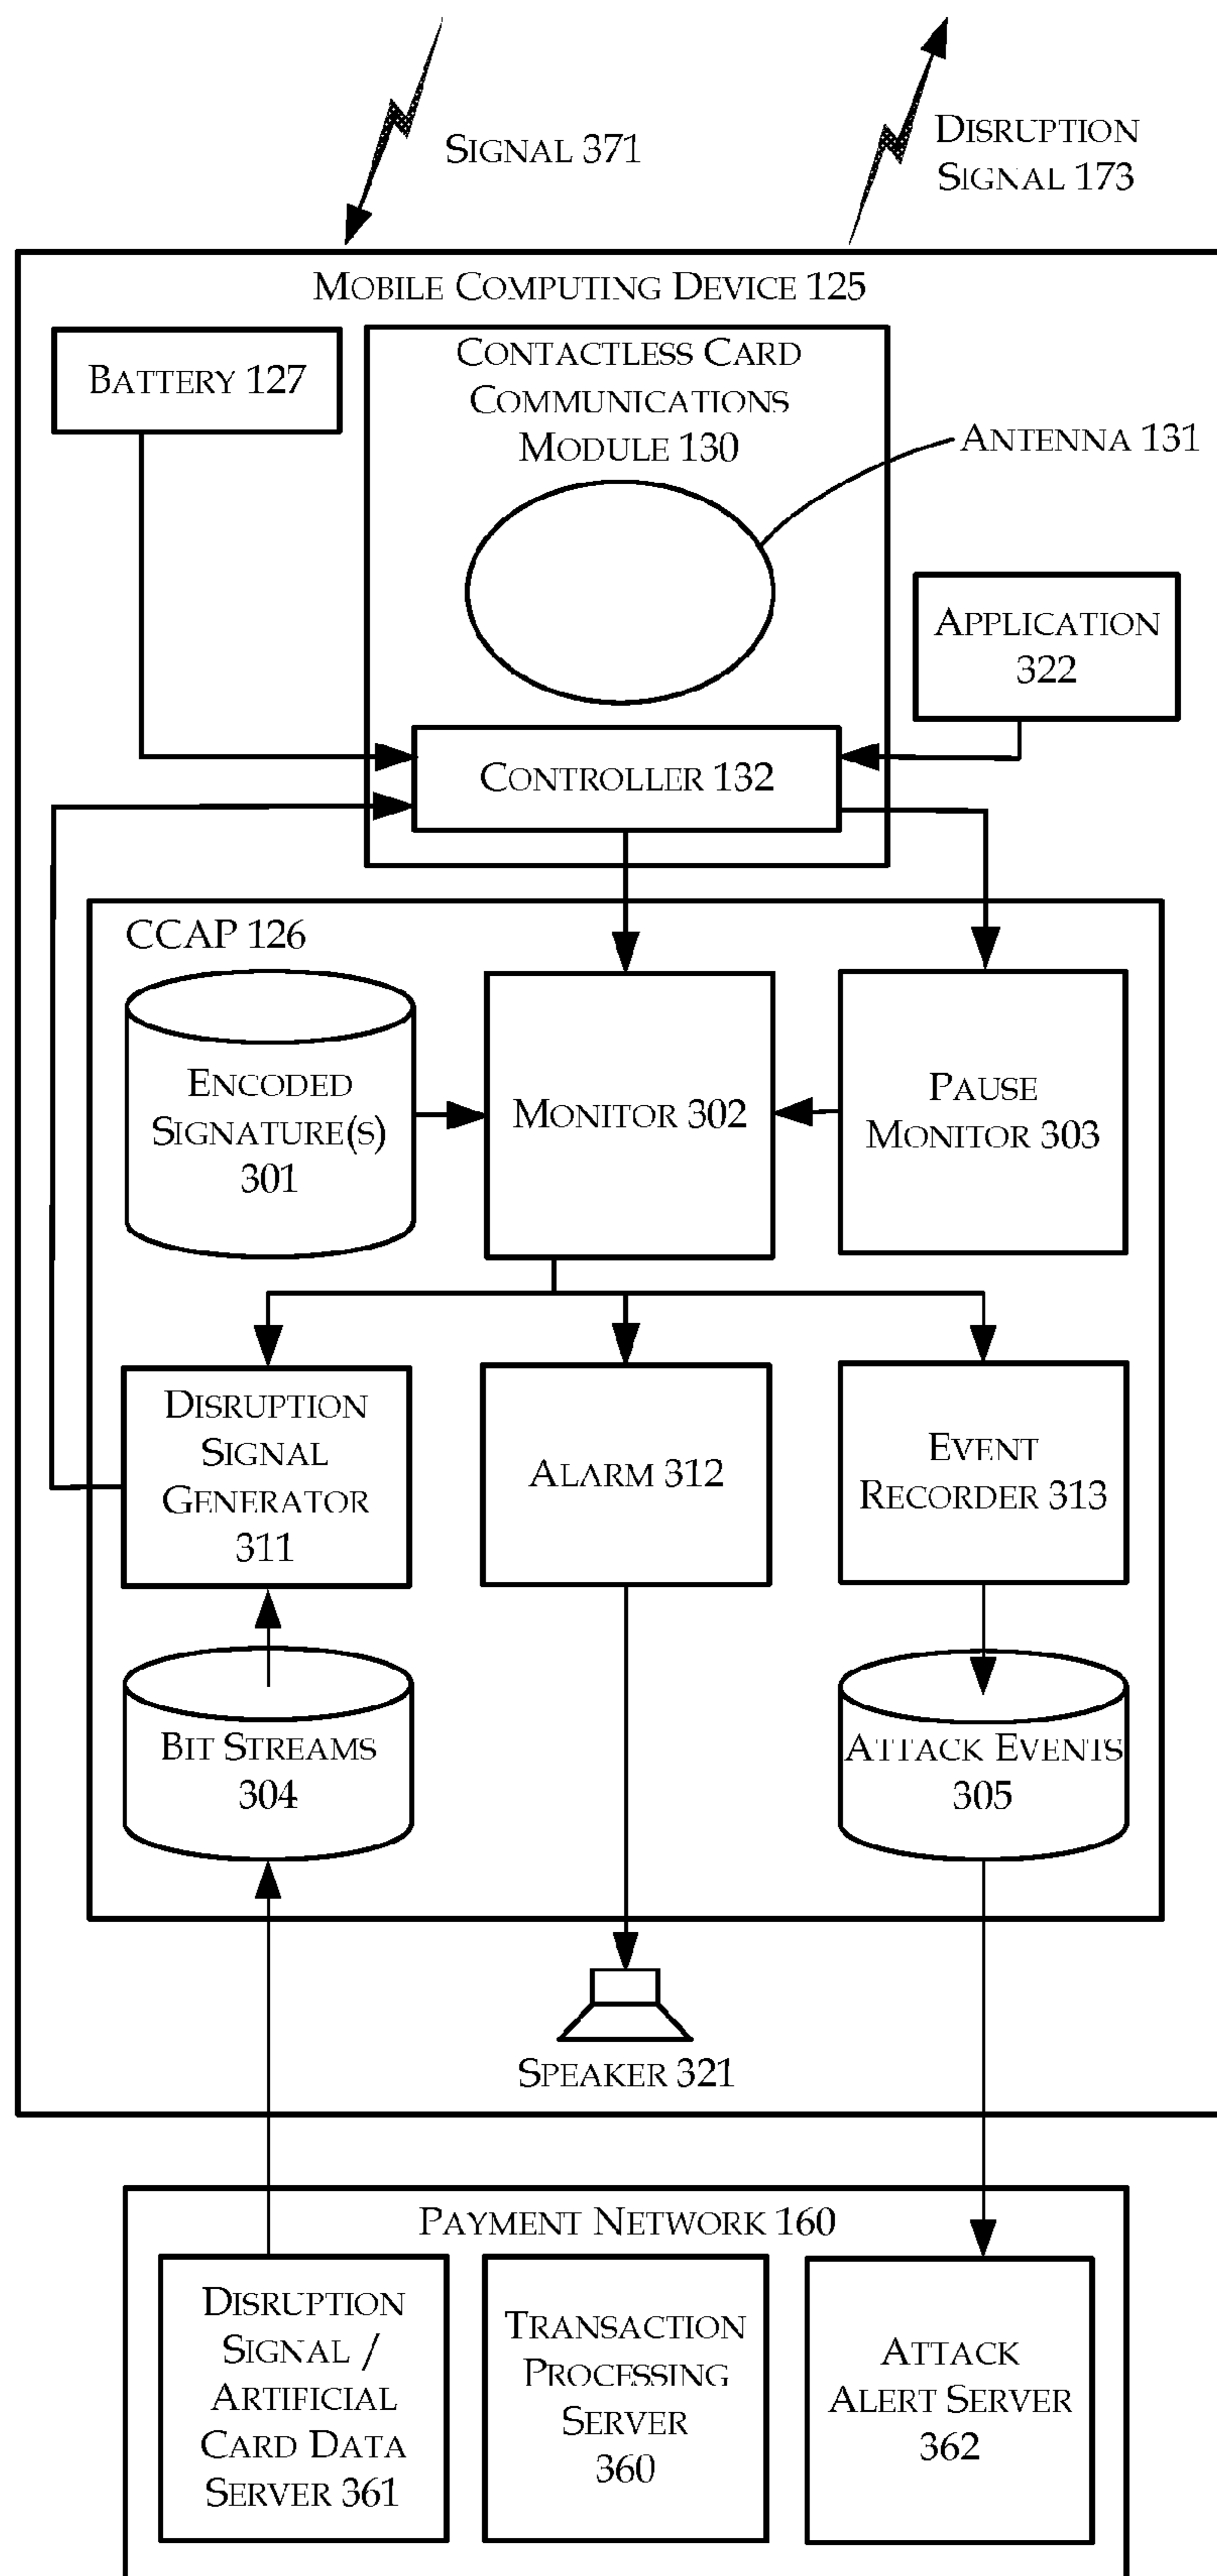 SIGNAL 371
DISRUPTION
SIGNAL 173
MOBILE COMPUTING DEVICE 125
BATTERY 127
CONTACTLESS CARD
COMMUNICATIONS
MODULE 130
ANTENNA 131
APPLICATION
322
CONTROLLER 132
CCAP 126
ENCODED
SIGNATURE(S)
301
MONITOR 302
PAUSE
MONITOR 303
DISRUPTION
SIGNAL
GENERATOR
311
ALARM 312
EVENT
RECORDER 313
BIT STREAMS
304
ATTACK EVENTS
305
SPEAKER 321
PAYMENT NETWORK 160
DISRUPTION
SIGNAL /
ARTIFICIAL
CARD DATA
SERVER 361
TRANSACTION
PROCESSING
SERVER
360
ATTACK
ALERT SERVER
362